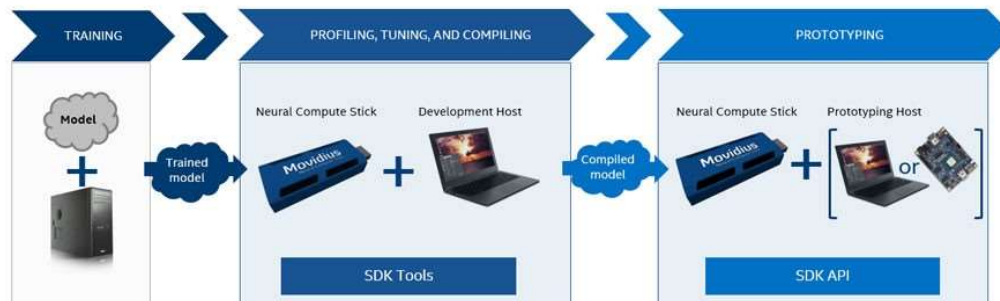 TRAINING
PROFILING, TUNING, AND COMPILING
PROTOTYPING
Model
Trained
model
Neural Compute Stick
Development Host
Movidius
SDK Tools
Compiled
model
Neural Compute Stick
Prototyping Host
Movidius
or
SDK API